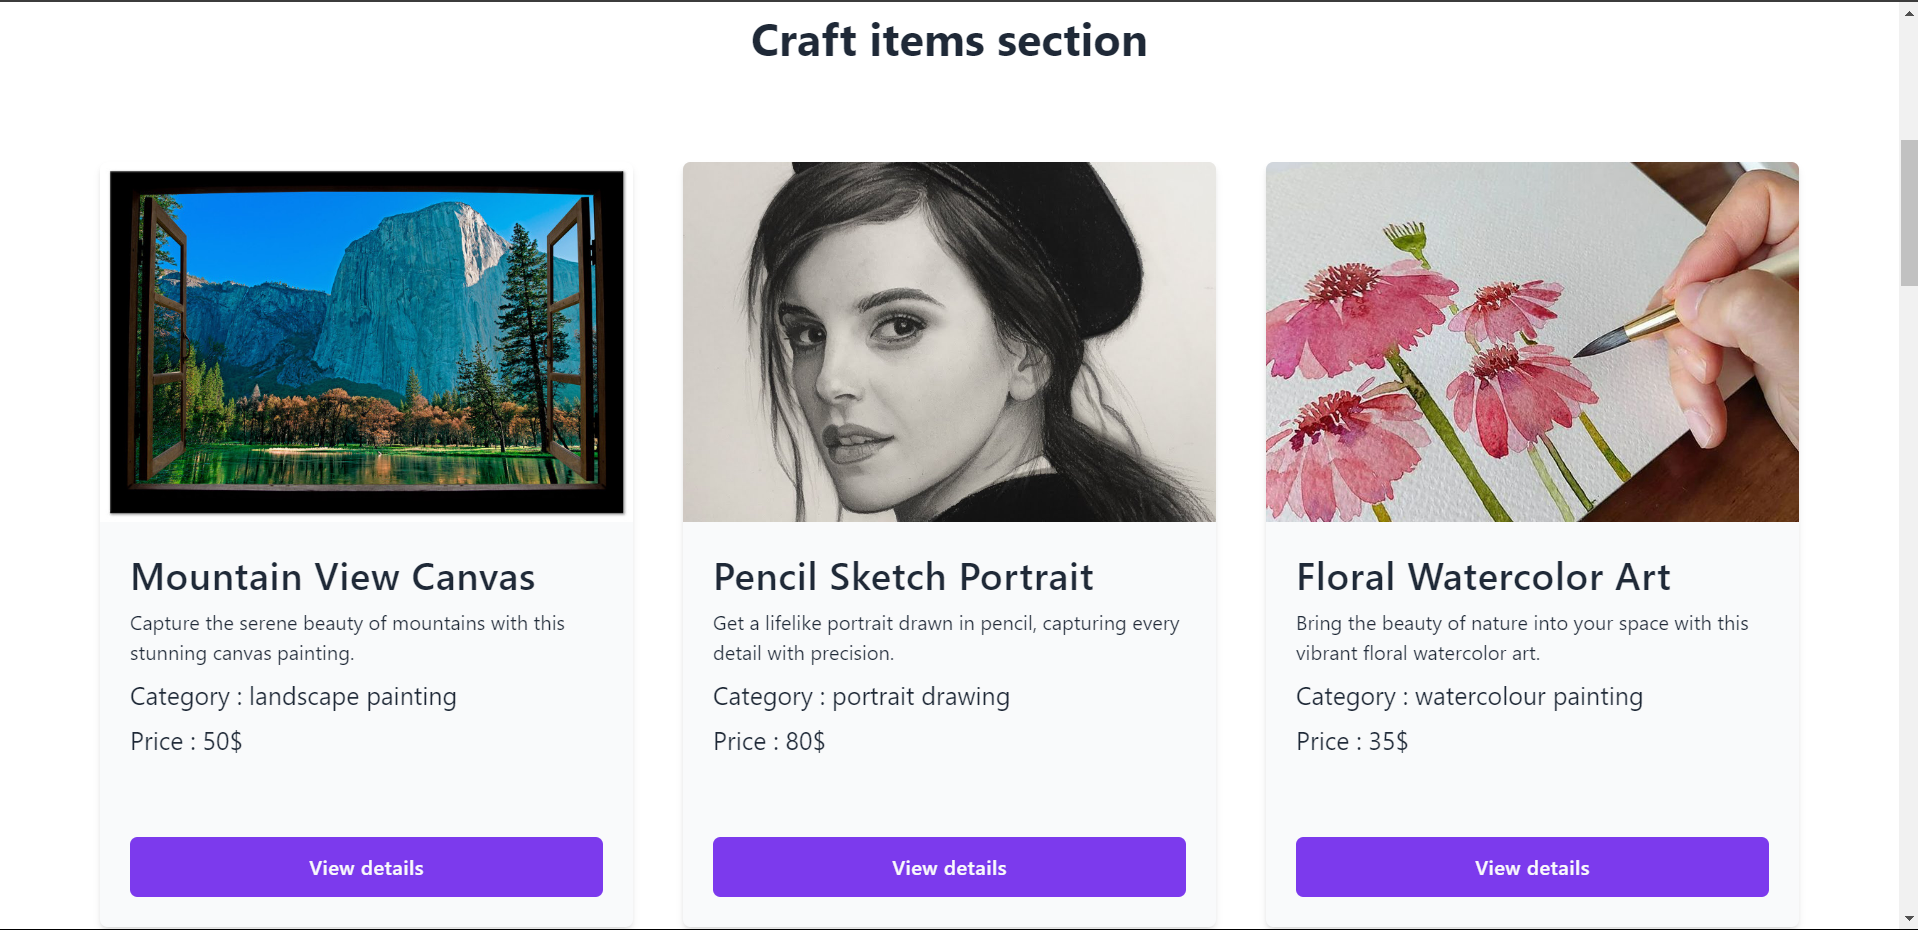 Craft items section
Mountain View Canvas
Capture the serene beauty of mountains with this
stunning canvas painting.
Category : landscape painting
Price : 50$
View details
Pencil Sketch Portrait
Get a lifelike portrait drawn in pencil, capturing every
detail with precision.
Category : portrait drawing
Price : 80$
View details
Floral Watercolor Art
Bring the beauty of nature into your space with this
vibrant floral watercolor art.
Category : watercolour painting
Price : 35$
View details